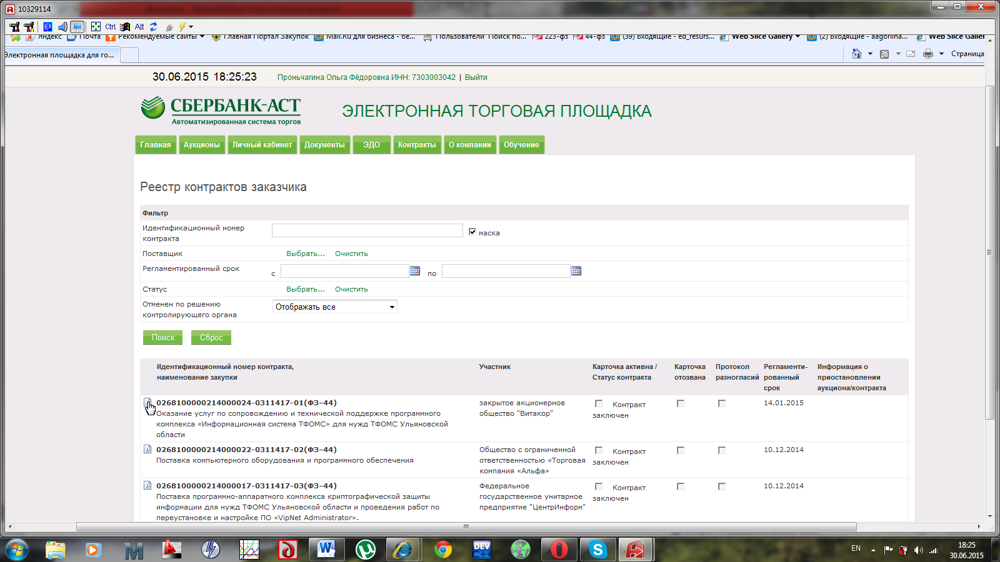 10329114
Ctrl Alt
Яндекс Почта Рекомендуемые сайты Главная Портал Закупок Mail.Ru для бизнеса - бе... Пользователи Поиск по... 223-фз 44-фз (39) Входящие - ed_resurs... Web Slice Gallery (2) Входящие - aagorlina... Web Slice Galler
Электронная площадка для го...
Страница
30.06.2015 18:25:23 Проньчагина Ольга Фёдоровна ИНН: 7303003042 | Выйти
СБЕРБАНК-АСТ
Автоматизированная система торгов
ЭЛЕКТРОННАЯ ТОРГОВАЯ ПЛОЩАДКА
Главная Аукционы Личный кабинет Документы ЭДО Контракты О компании Обучение
Реестр контрактов заказчика
Фильтр
Идентификационный номер
контракта
маска
Поставщик Выбрать... Очистить
Регламентированный срок с по
Статус Выбрать... Очистить
Отменен по решению
контролирующего органа
Отображать все
Поиск Сброс
Идентификационный номер контракта,
наименование закупки
Участник
Карточка активна /
Статус контракта
Карточка
отозвана
Протокол
разногласий
Регламенти-
рованный
срок
Информация о
приостановлении
аукциона/контракта
0268100000214000024-0311417-01(ФЗ-44)
Оказание услуг по сопровождению и технической поддержке программного
комплекса «Информационная система ТФОМС» для нужд ТФОМС Ульяновской
области
закрытое акционерное
общество "Витакор"
Контракт
заключен
14.01.2015
0268100000214000022-0311417-02(ФЗ-44)
Поставка компьютерного оборудования и программного обеспечения
Общество с ограниченной
ответственностью «Торговая
компания «Альфа»
Контракт
заключен
10.12.2014
0268100000214000017-0311417-03(ФЗ-44)
Поставка программно-аппаратного комплекса криптографической защиты
информации для нужд ТФОМС Ульяновской области и проведения работ по
переустановке и настройке ПО «VipNet Administrator».
Федеральное
государственное унитарное
предприятие "ЦентрИнформ"
Контракт
заключен
10.12.2014
DEV
C++
EN
18:25
30.06.2015